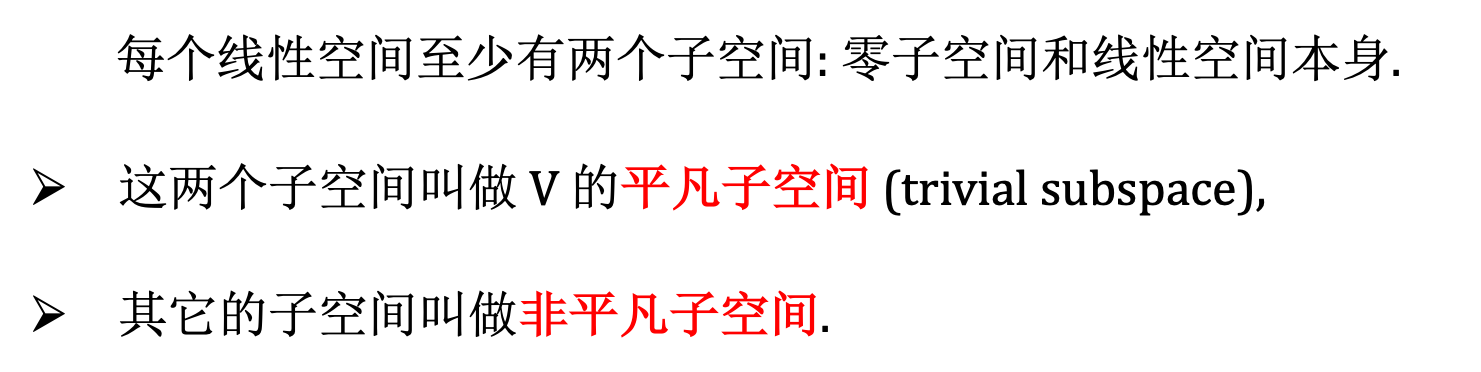 每个线性空间至少有两个子空间: 零子空间和线性空间本身.
➢ 这两个子空间叫做 V 的平凡子空间 (trivial subspace),
➢ 其它的子空间叫做非平凡子空间.